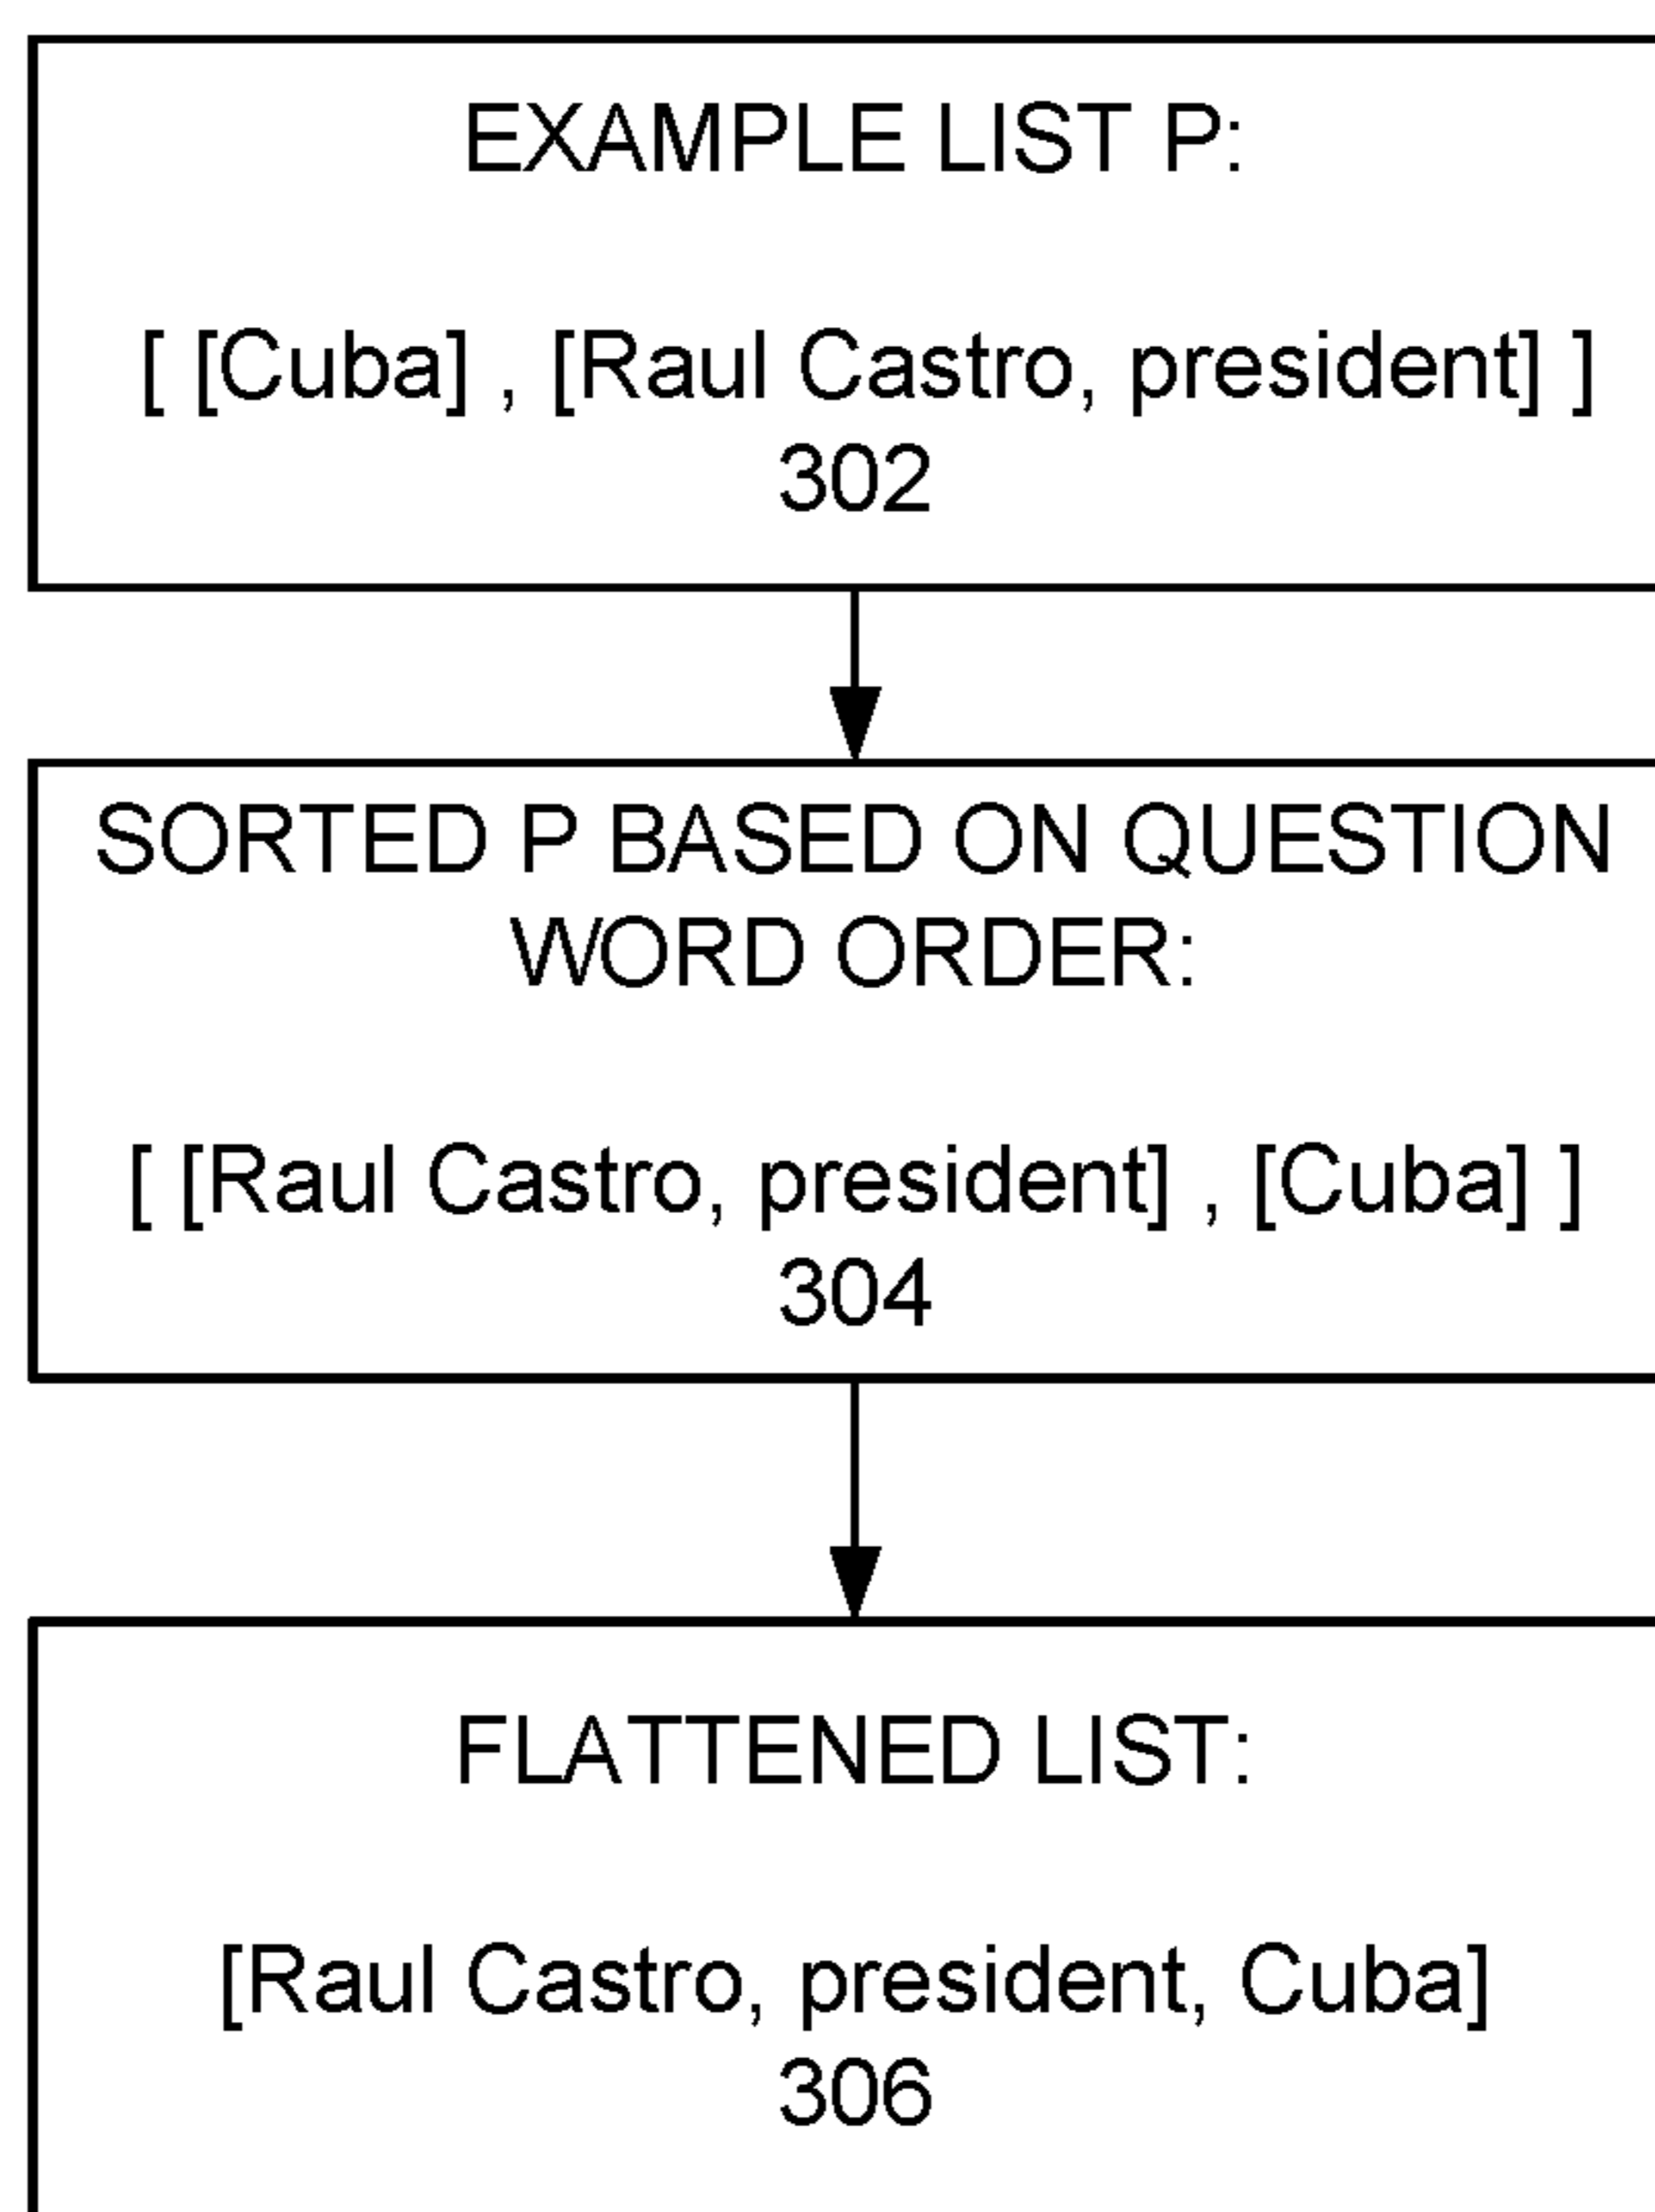 EXAMPLE LIST P:
[ [Cuba] , [Raul Castro, president] ]
302
SORTED P BASED ON QUESTION
WORD ORDER:
[ [Raul Castro, president] , [Cuba] ]
304
FLATTENED LIST:
[Raul Castro, president, Cuba]
306